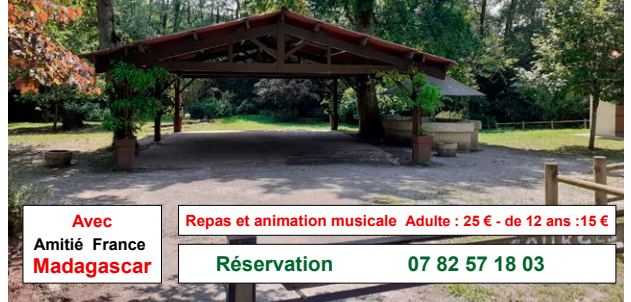 Avec
Amitié France
Madagascar
Repas et animation musicale Adulte : 25 € - de 12 ans :15 €
Réservation 07 82 57 18 03